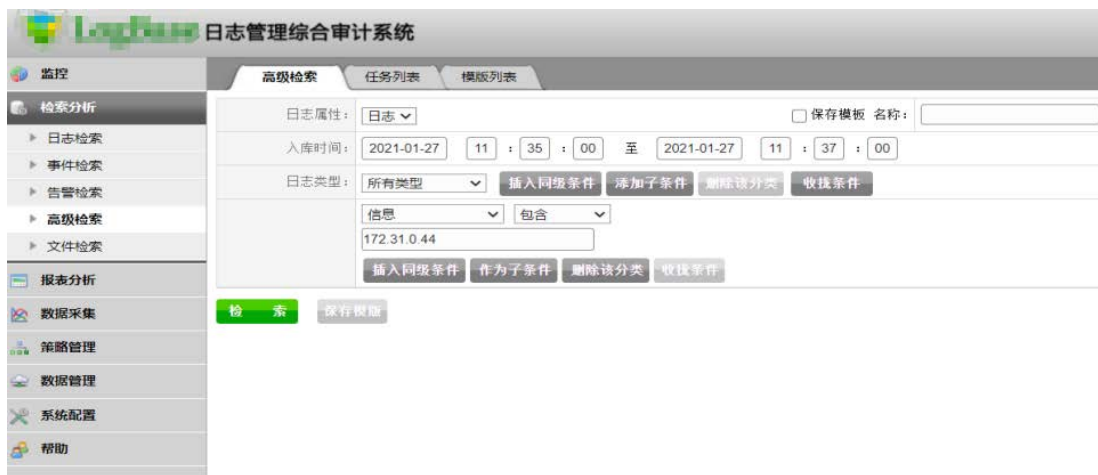 日志管理综合审计系统
监控
检索分析
日志检索
事件检索
告警检索
高级检索
文件检索
报表分析
数据采集
策略管理
数据管理
系统配置
帮助
高级检索 任务列表 模版列表
日志属性： 日志 保存模板 名称：
入库时间： 2021-01-27 11 : 35 : 00 至 2021-01-27 11 : 37 : 00
日志类型： 所有类型 插入同级条件 添加子条件 删除该分类 收拢条件
信息 包含
172.31.0.44
插入同级条件 作为子条件 删除该分类 收拢条件
检 索 保存模版